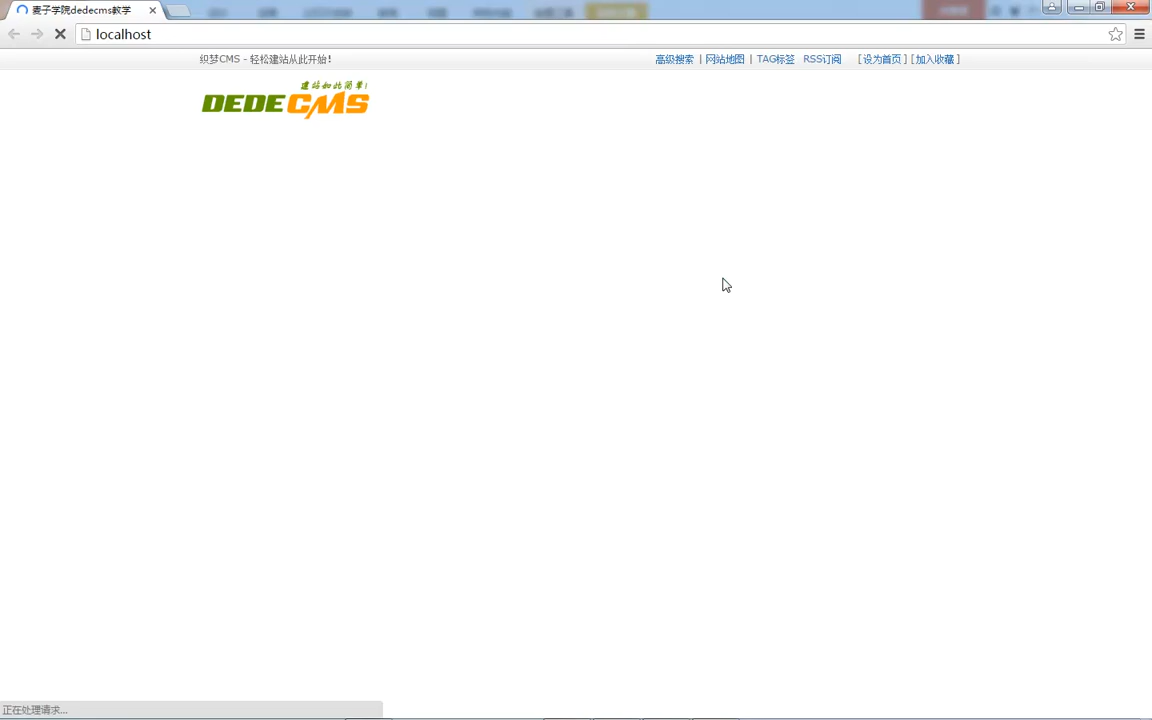 麦子学院dedecms教学
localhost
织梦CMS - 轻松建站从此开始！
高级搜索 | 网站地图 | TAG标签 RSS订阅 [设为首页] [加入收藏]
建站如此简单!
DEDECMS
正在处理请求...